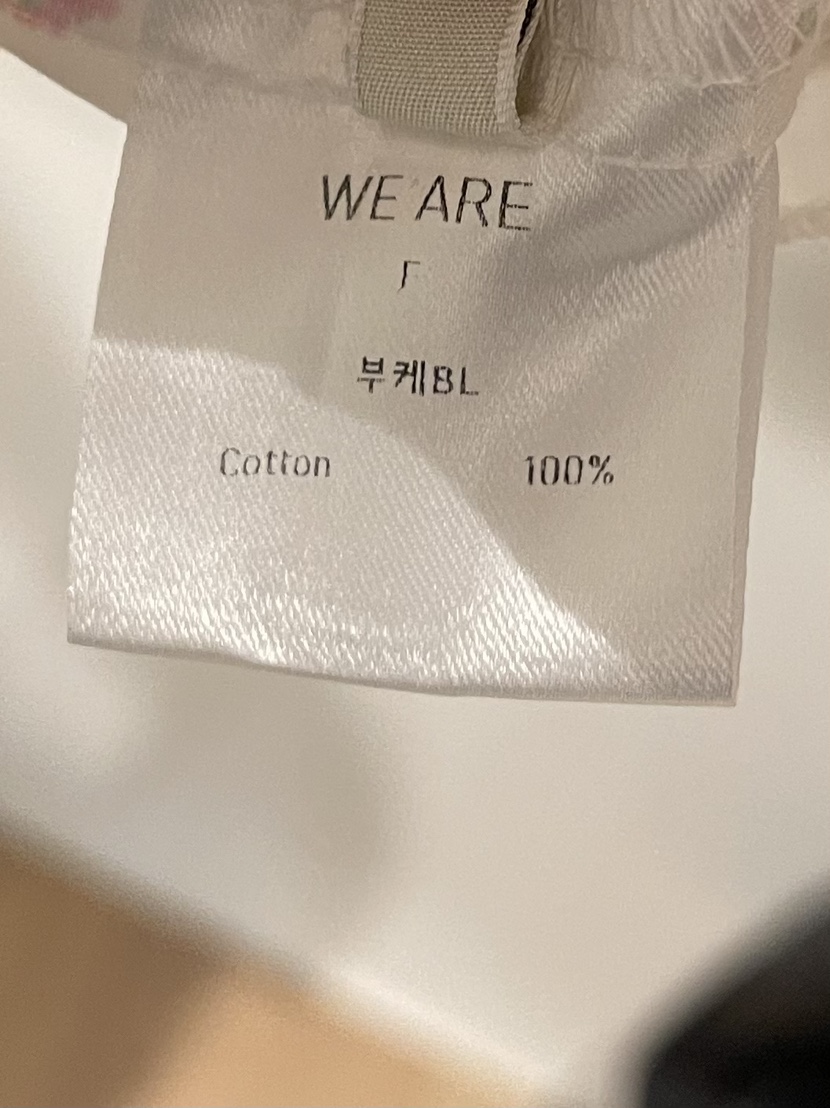 WE ARE
F
부케BL
Cotton 100%